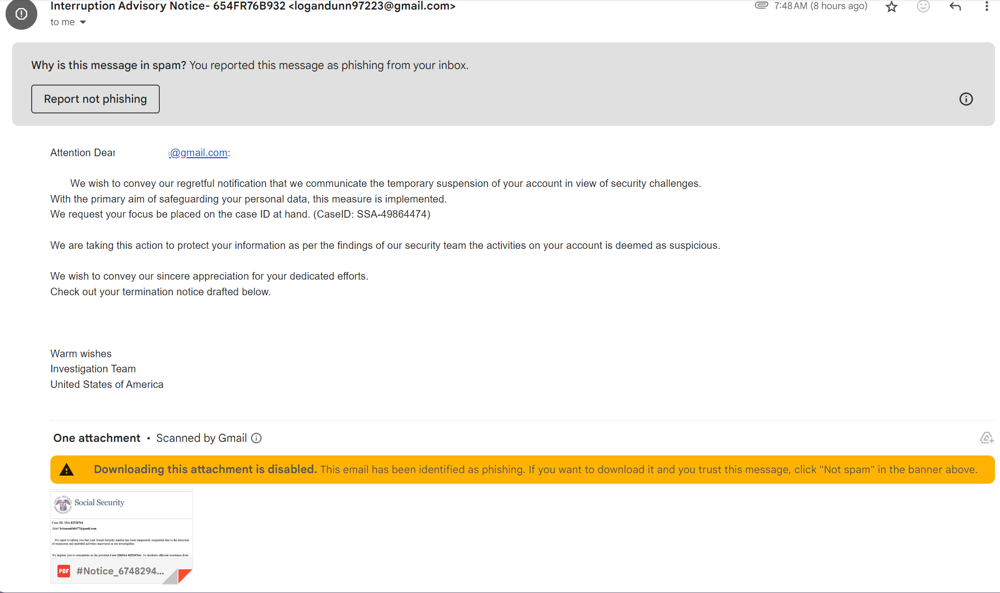 Interruption Advisory Notice- 654FR76B932 <logandunn97223@gmail.com>
7:48 AM (8 hours ago)
to me
Why is this message in spam? You reported this message as phishing from your inbox.
Report not phishing
Attention Dear @gmail.com:
We wish to convey our regretful notification that we communicate the temporary suspension of your account in view of security challenges.
With the primary aim of safeguarding your personal data, this measure is implemented.
We request your focus be placed on the case ID at hand. (CaseID: SSA-49864474)
We are taking this action to protect your information as per the findings of our security team the activities on your account is deemed as suspicious.
We wish to convey our sincere appreciation for your dedicated efforts.
Check out your termination notice drafted below.
Warm wishes
Investigation Team
United States of America
One attachment • Scanned by Gmail
Downloading this attachment is disabled. This email has been identified as phishing. If you want to download it and you trust this message, click "Not spam" in the banner above.
SOCIAL SECURITY ADMINISTRATION
USA
Social Security
Case ID- SSA-82520764
Alert! briansmith8477@gmail.com,
We regret to inform you that your Social Security number has been temporarily suspended due to the detection
of suspicious and unlawful activities uncovered in our investigation.
We implore you to concentrate on the provided Case ID(SSA-82520764). To facilitate efficient assistance from
PDF #Notice_6748294...